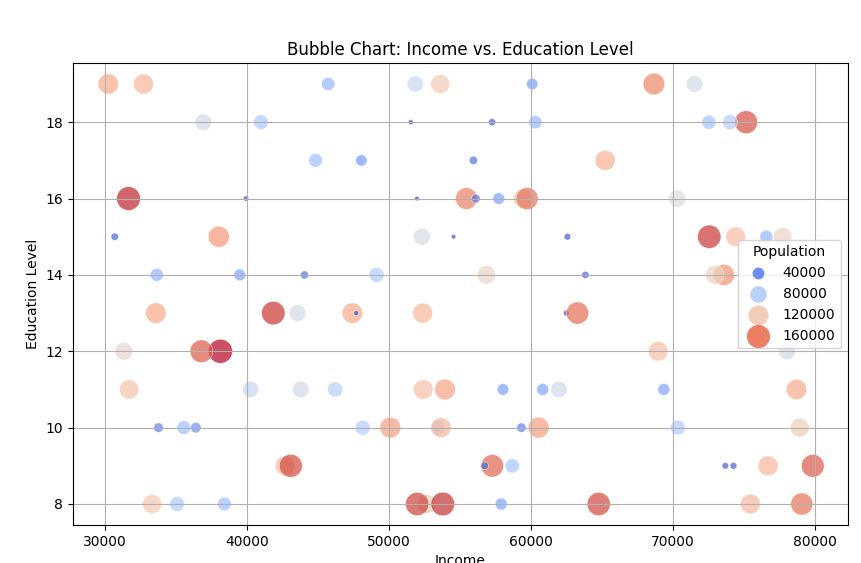 Bubble Chart: Income vs. Education Level
Education Level
18
16
14
12
10
8
Population
40000
80000
120000
160000
30000 40000 50000 60000 70000 80000
Income